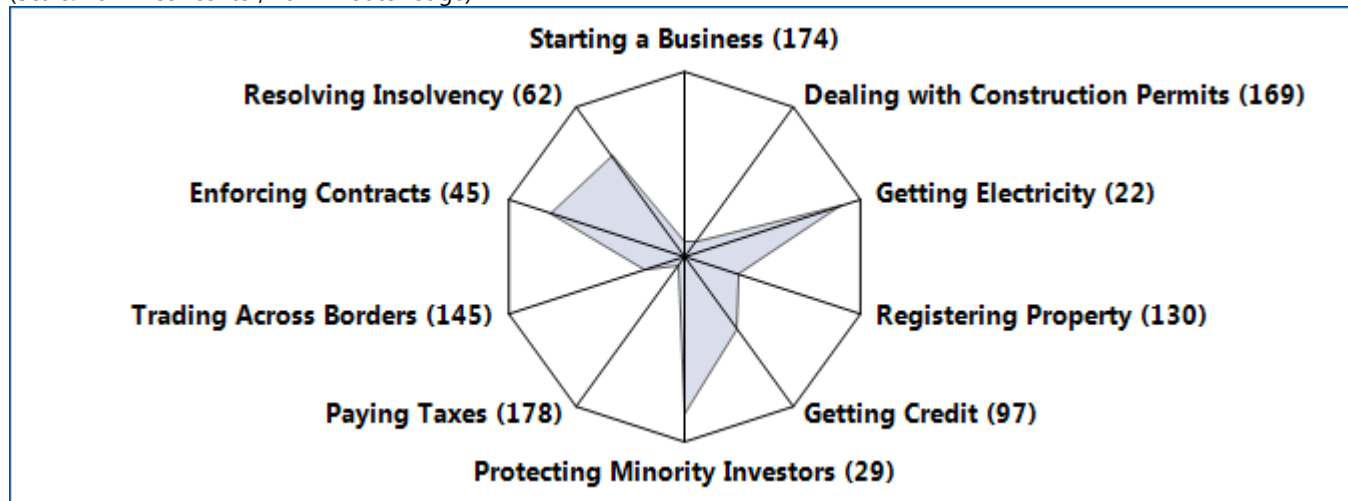 Starting a Business (174)
Resolving Insolvency (62)
Dealing with Construction Permits (169)
Enforcing Contracts (45)
Getting Electricity (22)
Trading Across Borders (145)
Registering Property (130)
Paying Taxes (178)
Getting Credit (97)
Protecting Minority Investors (29)